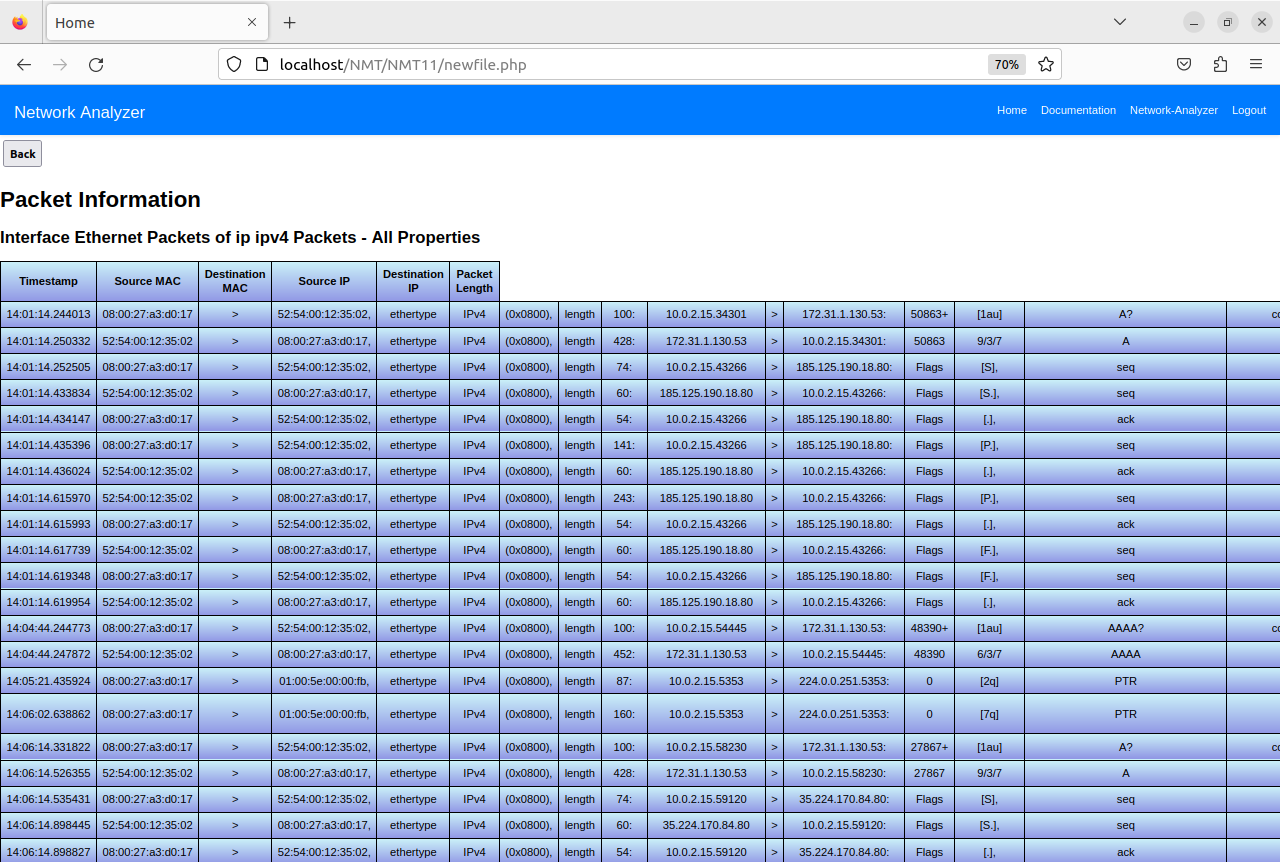 Home
localhost/NMT/NMT11/newfile.php 70%
Network Analyzer Home Documentation Network-Analyzer Logout
Back
Packet Information
Interface Ethernet Packets of ip ipv4 Packets - All Properties
Timestamp Source MAC Destination MAC Source IP Destination IP Packet Length
14:01:14.244013 08:00:27:a3:d0:17 > 52:54:00:12:35:02, ethertype IPv4 (0x0800), length 100: 10.0.2.15.34301 > 172.31.1.130.53: 50863+ [1au] A?
14:01:14.250332 52:54:00:12:35:02 > 08:00:27:a3:d0:17, ethertype IPv4 (0x0800), length 428: 172.31.1.130.53 > 10.0.2.15.34301: 50863 9/3/7 A
14:01:14.252505 08:00:27:a3:d0:17 > 52:54:00:12:35:02, ethertype IPv4 (0x0800), length 74: 10.0.2.15.43266 > 185.125.190.18.80: Flags [S], seq
14:01:14.433834 52:54:00:12:35:02 > 08:00:27:a3:d0:17, ethertype IPv4 (0x0800), length 60: 185.125.190.18.80 > 10.0.2.15.43266: Flags [S.], seq
14:01:14.434147 08:00:27:a3:d0:17 > 52:54:00:12:35:02, ethertype IPv4 (0x0800), length 54: 10.0.2.15.43266 > 185.125.190.18.80: Flags [.], ack
14:01:14.435396 08:00:27:a3:d0:17 > 52:54:00:12:35:02, ethertype IPv4 (0x0800), length 141: 10.0.2.15.43266 > 185.125.190.18.80: Flags [P.], seq
14:01:14.436024 52:54:00:12:35:02 > 08:00:27:a3:d0:17, ethertype IPv4 (0x0800), length 60: 185.125.190.18.80 > 10.0.2.15.43266: Flags [.], ack
14:01:14.615970 52:54:00:12:35:02 > 08:00:27:a3:d0:17, ethertype IPv4 (0x0800), length 243: 185.125.190.18.80 > 10.0.2.15.43266: Flags [P.], seq
14:01:14.615993 08:00:27:a3:d0:17 > 52:54:00:12:35:02, ethertype IPv4 (0x0800), length 54: 10.0.2.15.43266 > 185.125.190.18.80: Flags [.], ack
14:01:14.617739 52:54:00:12:35:02 > 08:00:27:a3:d0:17, ethertype IPv4 (0x0800), length 60: 185.125.190.18.80 > 10.0.2.15.43266: Flags [F.], seq
14:01:14.619348 08:00:27:a3:d0:17 > 52:54:00:12:35:02, ethertype IPv4 (0x0800), length 54: 10.0.2.15.43266 > 185.125.190.18.80: Flags [F.], seq
14:01:14.619954 52:54:00:12:35:02 > 08:00:27:a3:d0:17, ethertype IPv4 (0x0800), length 60: 185.125.190.18.80 > 10.0.2.15.43266: Flags [.], ack
14:04:44.244773 08:00:27:a3:d0:17 > 52:54:00:12:35:02, ethertype IPv4 (0x0800), length 100: 10.0.2.15.54445 > 172.31.1.130.53: 48390+ [1au] AAAA?
14:04:44.247872 52:54:00:12:35:02 > 08:00:27:a3:d0:17, ethertype IPv4 (0x0800), length 452: 172.31.1.130.53 > 10.0.2.15.54445: 48390 6/3/7 AAAA
14:05:21.435924 08:00:27:a3:d0:17 > 01:00:5e:00:00:fb, ethertype IPv4 (0x0800), length 87: 10.0.2.15.5353 > 224.0.0.251.5353: 0 [2q] PTR
14:06:02.638862 08:00:27:a3:d0:17 > 01:00:5e:00:00:fb, ethertype IPv4 (0x0800), length 160: 10.0.2.15.5353 > 224.0.0.251.5353: 0 [7q] PTR
14:06:14.331822 08:00:27:a3:d0:17 > 52:54:00:12:35:02, ethertype IPv4 (0x0800), length 100: 10.0.2.15.58230 > 172.31.1.130.53: 27867+ [1au] A?
14:06:14.526355 52:54:00:12:35:02 > 08:00:27:a3:d0:17, ethertype IPv4 (0x0800), length 428: 172.31.1.130.53 > 10.0.2.15.58230: 27867 9/3/7 A
14:06:14.535431 08:00:27:a3:d0:17 > 52:54:00:12:35:02, ethertype IPv4 (0x0800), length 74: 10.0.2.15.59120 > 35.224.170.84.80: Flags [S], seq
14:06:14.898445 52:54:00:12:35:02 > 08:00:27:a3:d0:17, ethertype IPv4 (0x0800), length 60: 35.224.170.84.80 > 10.0.2.15.59120: Flags [S.], seq
14:06:14.898827 08:00:27:a3:d0:17 > 52:54:00:12:35:02, ethertype IPv4 (0x0800), length 54: 10.0.2.15.59120 > 35.224.170.84.80: Flags [.], ack